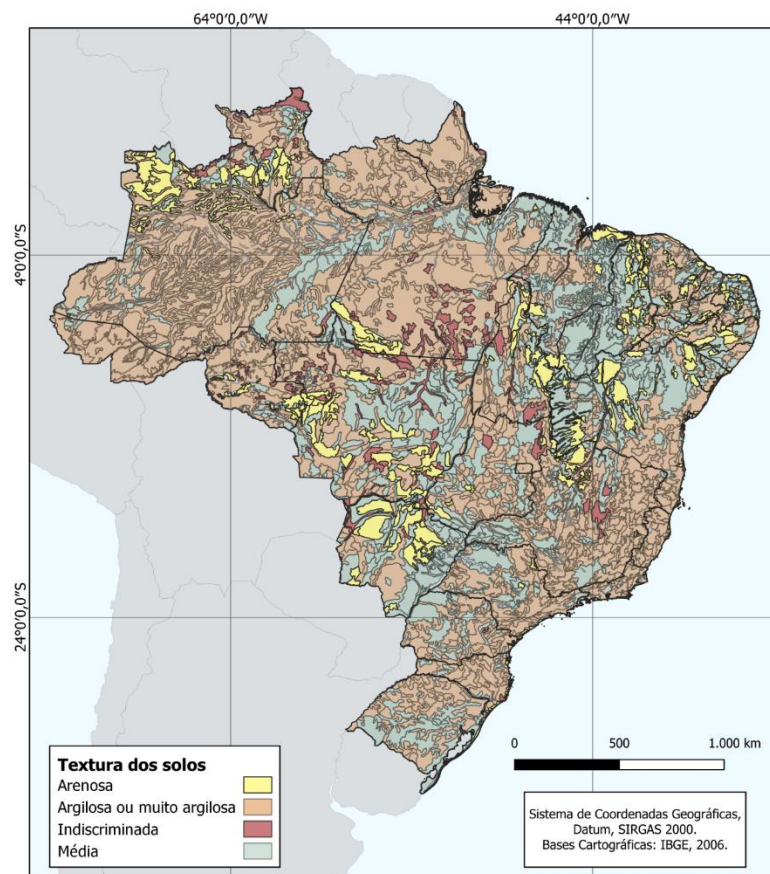 64°0'0,0"W
44°0'0,0"W
4°0'0,0"S
24°0'0,0"S
Textura dos solos
Arenosa
Argilosa ou muito argilosa
Indiscriminada
Média
0
500
1.000 km
Sistema de Coordenadas Geográficas,
Datum, SIRGAS 2000.
Bases Cartográficas: IBGE, 2006.